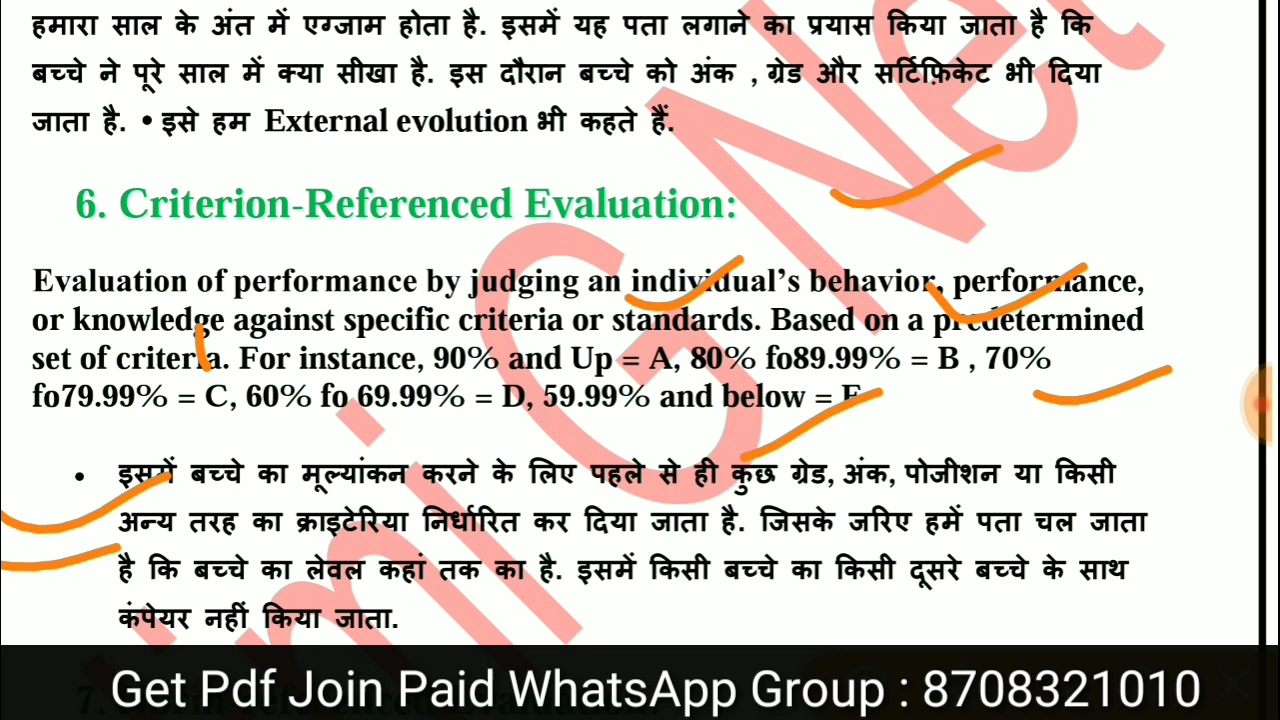 हमारा साल के अंत में एग्जाम होता है. इसमें यह पता लगाने का प्रयास किया जाता है कि
बच्चे ने पूरे साल में क्या सीखा है. इस दौरान बच्चे को अंक , ग्रेड और सर्टिफ़िकेट भी दिया
जाता है. • इसे हम External evolution भी कहते हैं.
6. Criterion-Referenced Evaluation:
Evaluation of performance by judging an individual’s behavior, performance,
or knowledge against specific criteria or standards. Based on a predetermined
set of criteria. For instance, 90% and Up = A, 80% fo89.99% = B , 70%
fo79.99% = C, 60% fo 69.99% = D, 59.99% and below =
• इसमें बच्चे का मूल्यांकन करने के लिए पहले से ही कुछ ग्रेड, अंक, पोजीशन या किसी
अन्य तरह का क्राइटेरिया निर्धारित कर दिया जाता है. जिसके जरिए हमें पता चल जाता
है कि बच्चे का लेवल कहां तक का है. इसमें किसी बच्चे का किसी दूसरे बच्चे के साथ
कंपेयर नहीं किया जाता.
Get Pdf Join Paid WhatsApp Group : 8708321010